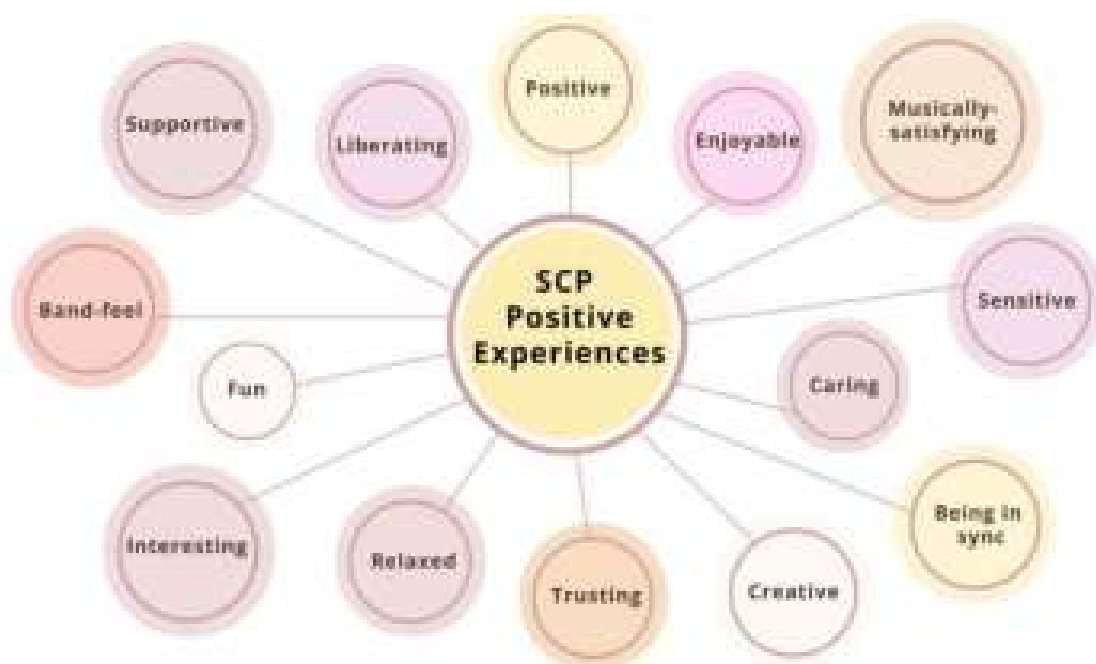 Positive
Supportive
Liberating
Enjoyable
Musically-
satisfying
SCP
Positive
Experiences
Band-feel
Sensitive
Fun
Caring
Interesting
Relaxed
Trusting
Creative
Being in
sync